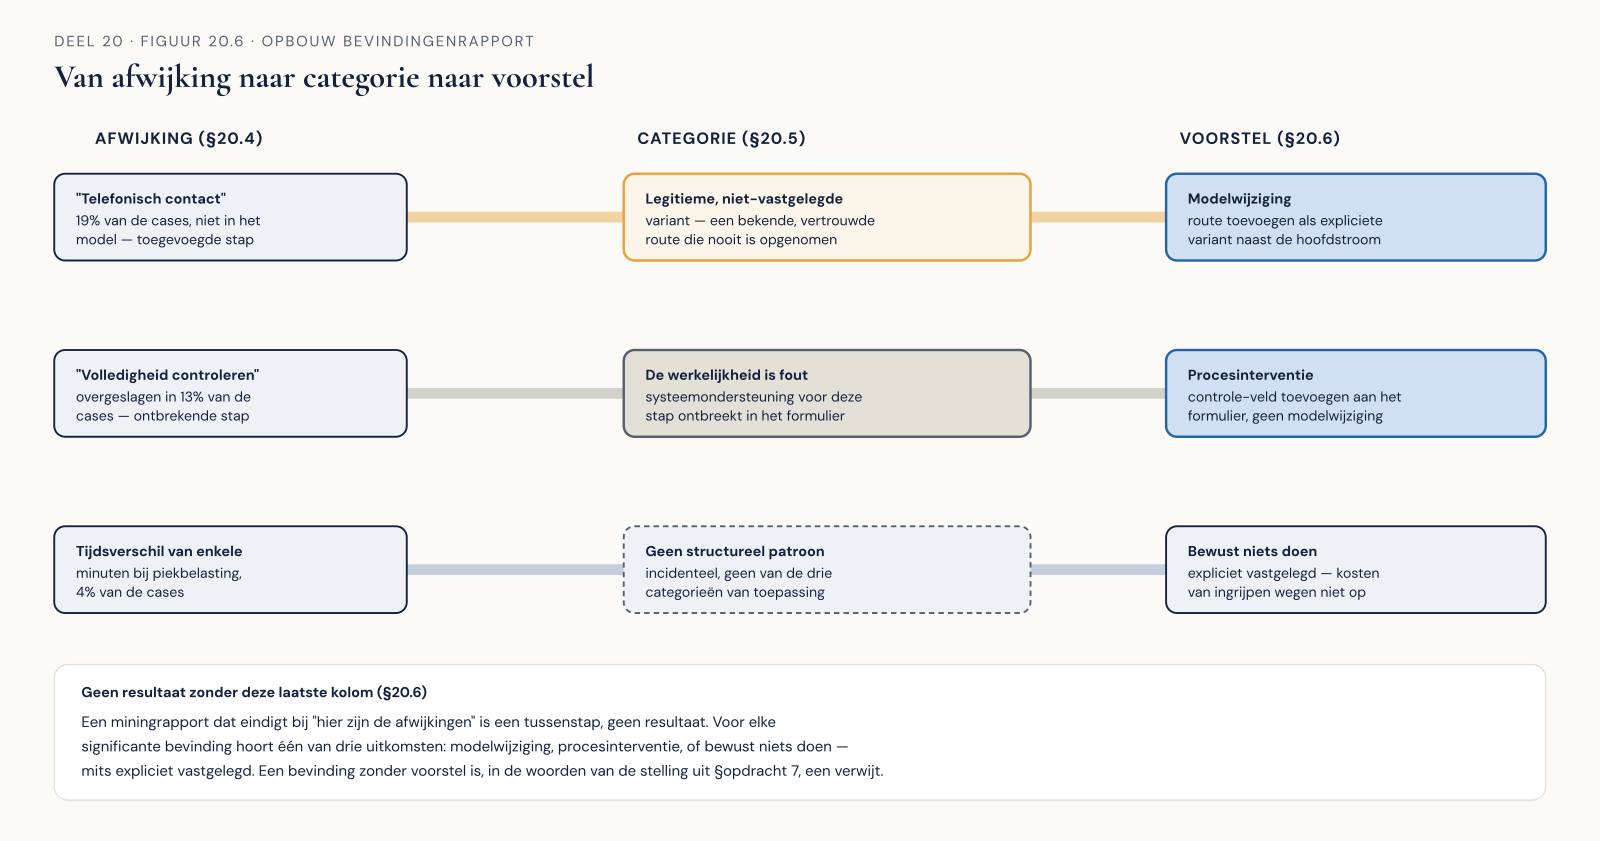 DEEL 20 · FIGUUR 20.6 · OPBOUW BEVINDINGENRAPPORT
Van afwijking naar categorie naar voorstel
AFWIJKING (§20.4)
CATEGORIE (§20.5)
VOORSTEL (§20.6)
"Telefonisch contact"
19% van de cases, niet in het
model — toegevoegde stap
Legitieme, niet-vastgelegde
variant — een bekende, vertrouwde
route die nooit is opgenomen
Modelwijziging
route toevoegen als expliciete
variant naast de hoofdstroom
"Volledigheid controleren"
overgeslagen in 13% van de
cases — ontbrekende stap
De werkelijkheid is fout
systeemondersteuning voor deze
stap ontbreekt in het formulier
Procesinterventie
controle-veld toevoegen aan het
formulier, geen modelwijziging
Tijdsverschil van enkele
minuten bij piekbelasting,
4% van de cases
Geen structureel patroon
incidenteel, geen van de drie
categorieën van toepassing
Bewust niets doen
expliciet vastgelegd — kosten
van ingrijpen wegen niet op
Geen resultaat zonder deze laatste kolom (§20.6)
Een miningrapport dat eindigt bij "hier zijn de afwijkingen" is een tussenstap, geen resultaat. Voor elke
significante bevinding hoort één van drie uitkomsten: modelwijziging, procesinterventie, of bewust niets doen —
mits expliciet vastgelegd. Een bevinding zonder voorstel is, in de woorden van de stelling uit §opdracht 7, een verwijt.